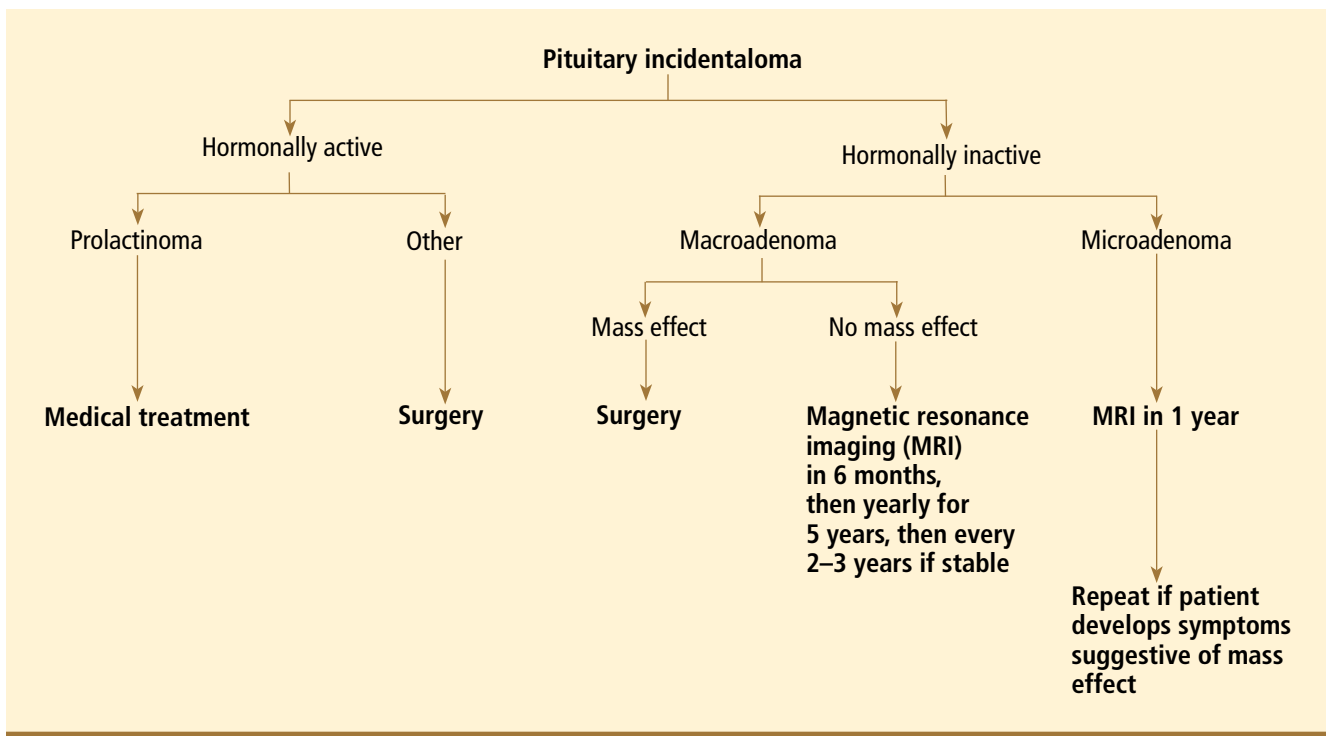 Pituitary incidentaloma
Hormonally active
Hormonally inactive
Prolactinoma
Other
Macroadenoma
Microadenoma
Mass effect
No mass effect
Medical treatment
Surgery
Surgery
Magnetic resonance
imaging (MRI)
in 6 months,
then yearly for
5 years, then every
2–3 years if stable
MRI in 1 year
Repeat if patient
develops symptoms
suggestive of mass
effect